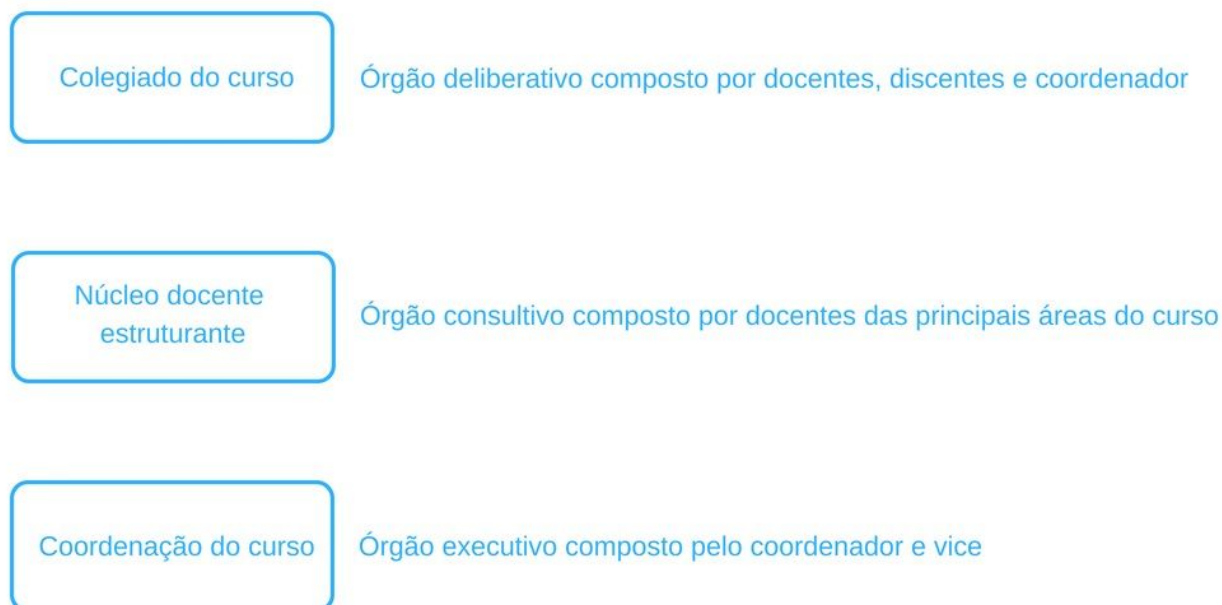 Colegiado do curso
Órgão deliberativo composto por docentes, discentes e coordenador
Núcleo docente
estruturante
Órgão consultivo composto por docentes das principais áreas do curso
Coordenação do curso
Órgão executivo composto pelo coordenador e vice